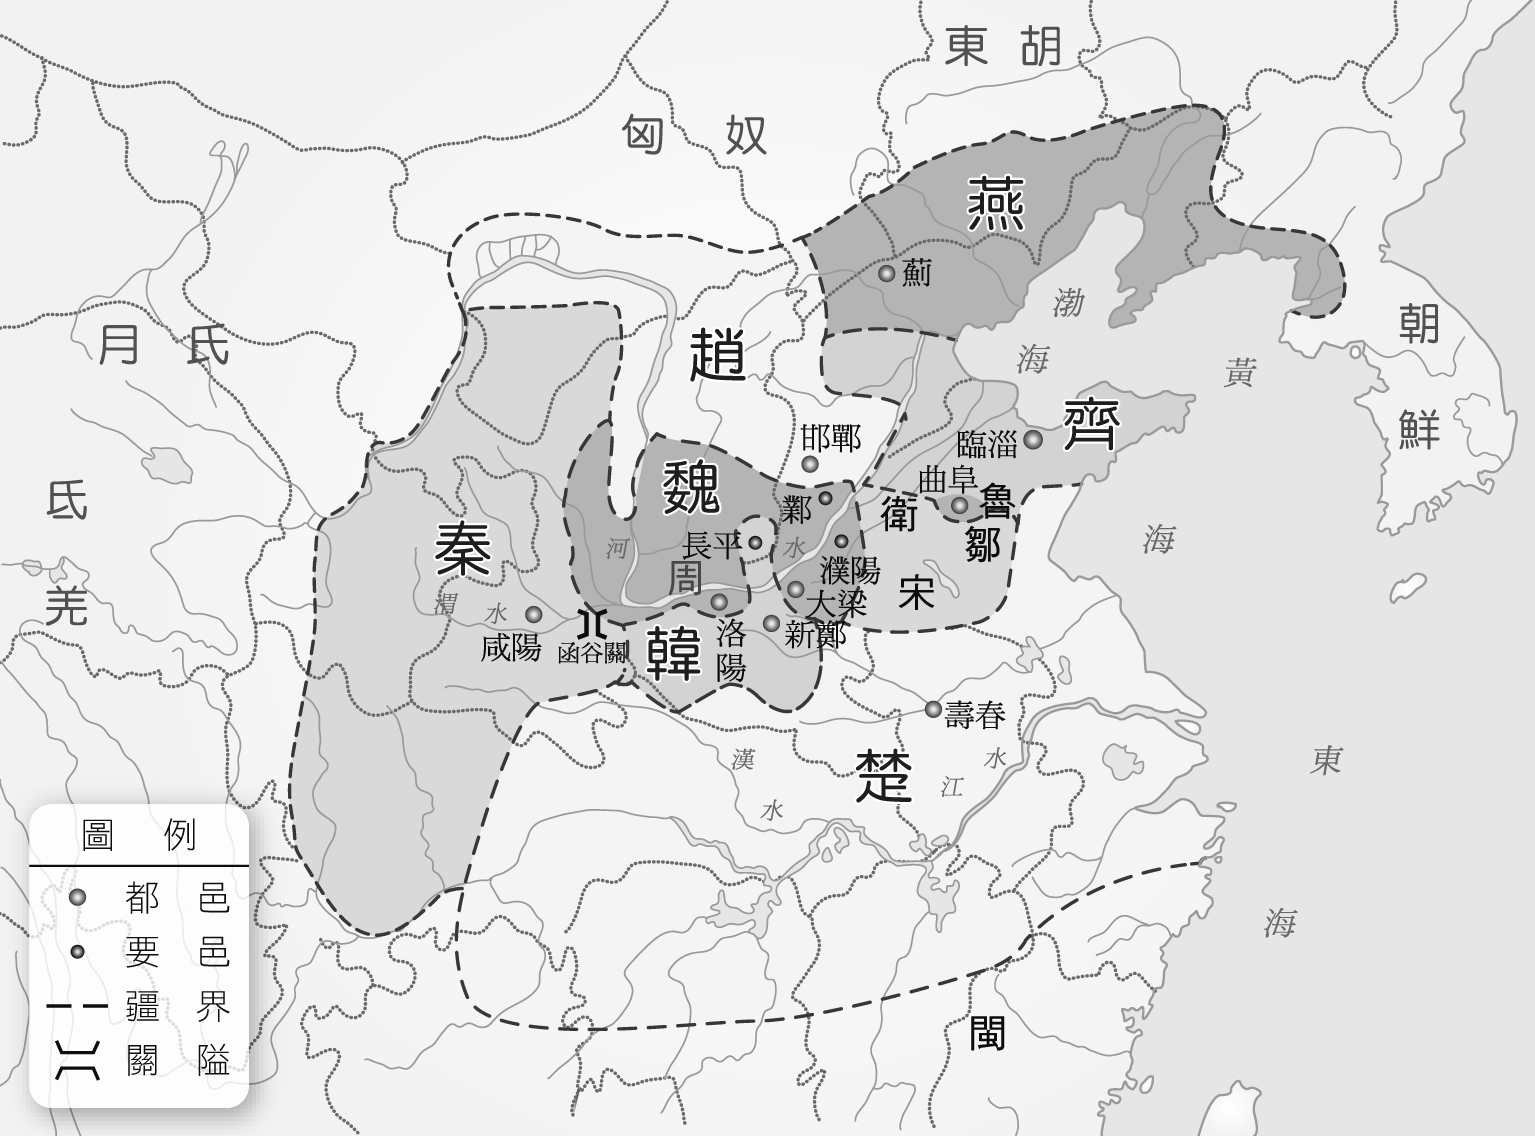 東胡
匈奴
燕
薊
渤
海
黃
海
朝
鮮
月氏
趙
齊
臨淄
邯鄲
曲阜
魯
鄒
衛
宋
氐
羌
魏
鄴
秦
河
長平
水
濮陽
周
大梁
渭水
咸陽
函谷關
韓
洛
陽
新鄭
壽春
楚
漢
水
江
水
東
海
閩
圖例
都邑
要邑
疆界
關隘